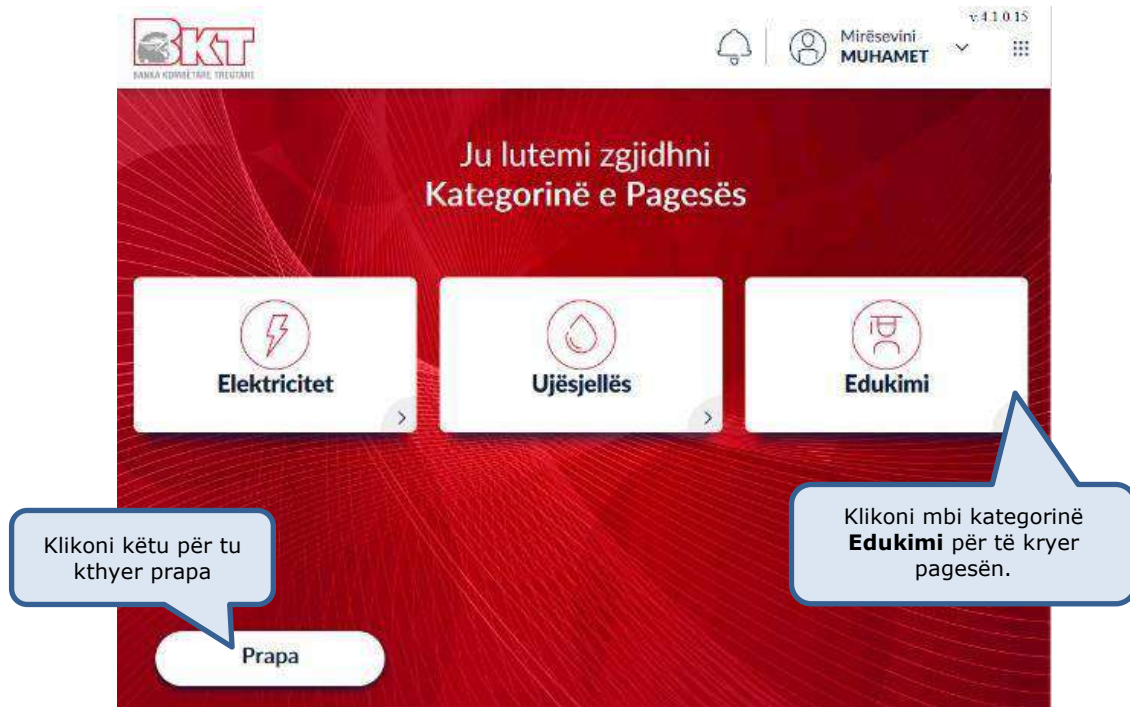 BKT
BANKA KOMBËTARE TREGTARE
v.4.1.0.15
Mirësevini
MUHAMET
Ju lutemi zgjidhni
Kategorinë e Pagesës
Elektricitet
Ujësjellës
Edukimi
Klikoni këtu për tu
kthyer prapa
Klikoni mbi kategorinë
Edukimi për të kryer
pagesën.
Prapa